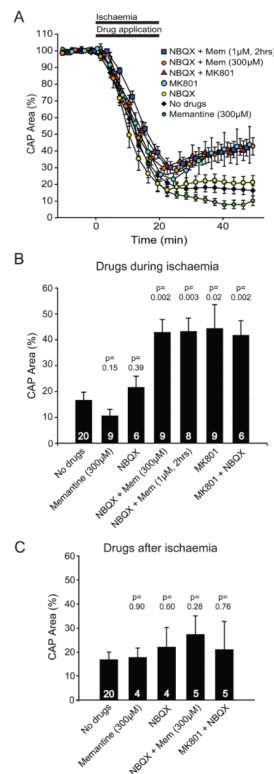 A
Ischaemia
Drug application
NBQX + Mem (1µM, 2hrs)
NBQX + Mem (300µM)
NBQX + MK801
MK801
NBQX
No drugs
Memantine (300µM)
CAP Area (%)
110
100
90
80
70
60
50
40
30
20
10
0
0 20 40
Time (min)
B
Drugs during ischaemia
CAP Area (%)
60
50
40
30
20
10
0
p= 0.15
p= 0.39
p= 0.002
p= 0.003
p= 0.02
p= 0.002
20 9 6 9 8 9 6
No drugs
Memantine (300µM)
NBQX
NBQX + Mem (300µM)
NBQX + Mem (1µM, 2hrs)
MK801
MK801 + NBQX
C
Drugs after ischaemia
CAP Area (%)
60
50
40
30
20
10
0
p= 0.90
p= 0.60
p= 0.28
p= 0.76
20 4 4 5 5
No drugs
Memantine (300µM)
NBQX
NBQX + Mem (300µM)
MK801 + NBQX